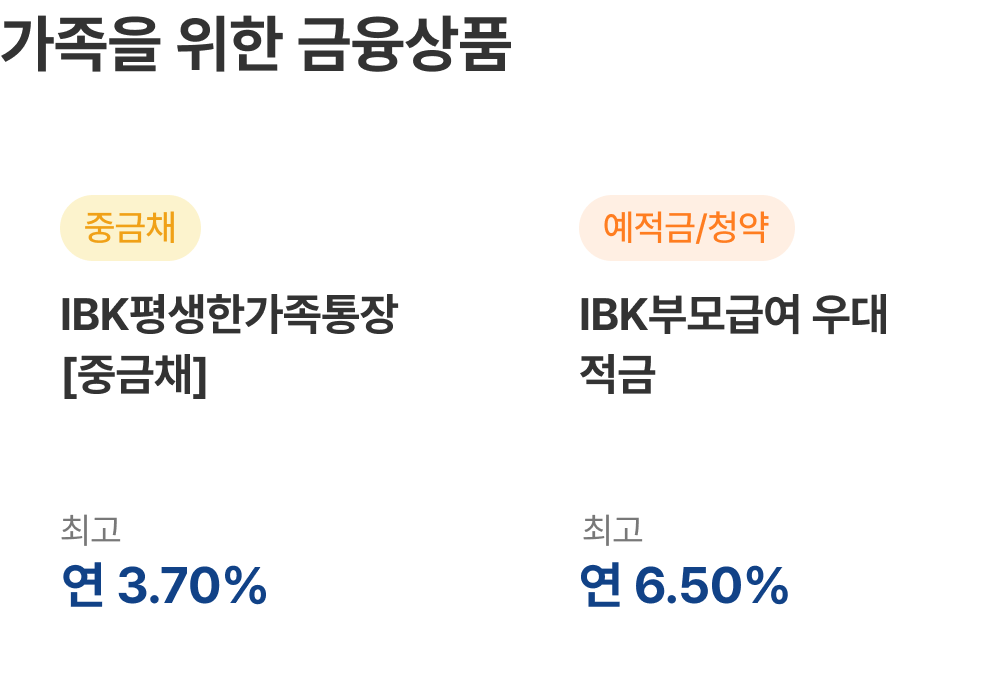 가족을 위한 금융상품
중금채
IBK평생한가족통장
[중금채]
최고
연 3.70%
예적금/청약
IBK부모급여 우대
적금
최고
연 6.50%